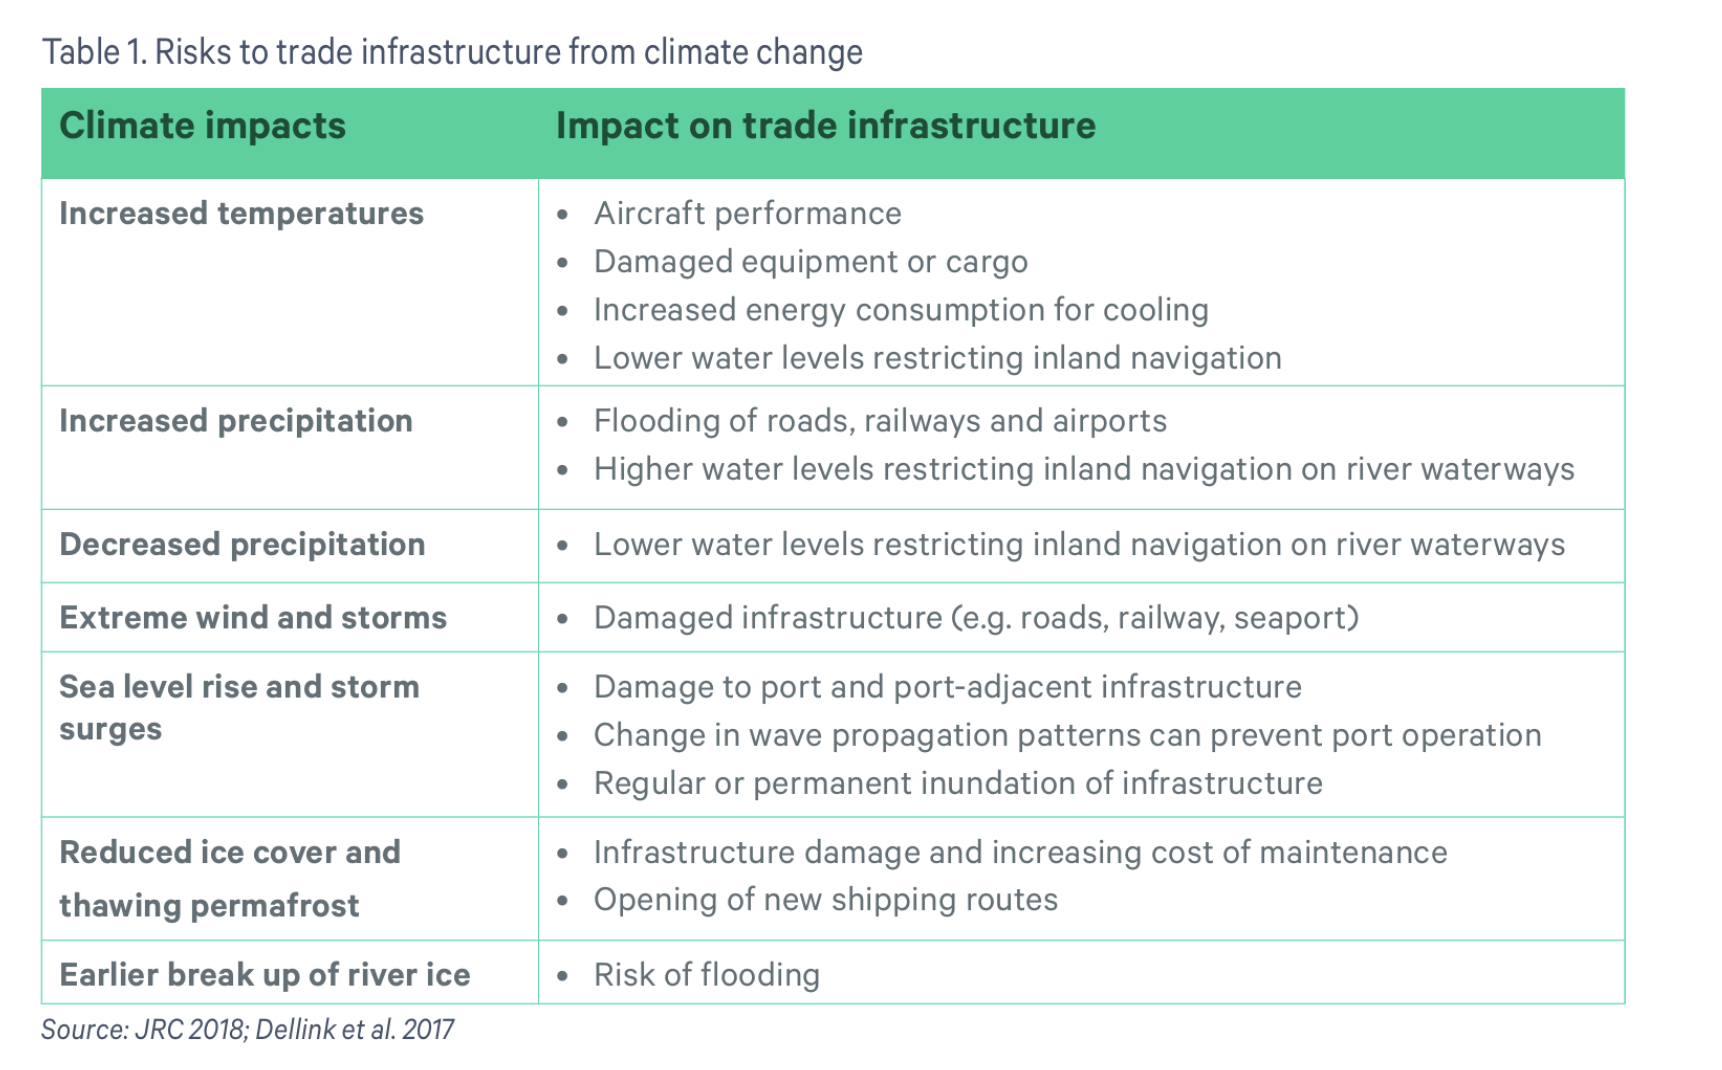 Table 1. Risks to trade infrastructure from climate change
Climate impacts
Impact on trade infrastructure
Increased temperatures
• Aircraft performance
• Damaged equipment or cargo
• Increased energy consumption for cooling
• Lower water levels restricting inland navigation
Increased precipitation
• Flooding of roads, railways and airports
• Higher water levels restricting inland navigation on river waterways
Decreased precipitation
• Lower water levels restricting inland navigation on river waterways
Extreme wind and storms
• Damaged infrastructure (e.g. roads, railway, seaport)
Sea level rise and storm
surges
• Damage to port and port-adjacent infrastructure
• Change in wave propagation patterns can prevent port operation
• Regular or permanent inundation of infrastructure
Reduced ice cover and
thawing permafrost
• Infrastructure damage and increasing cost of maintenance
• Opening of new shipping routes
Earlier break up of river ice
• Risk of flooding
Source: JRC 2018; Dellink et al. 2017